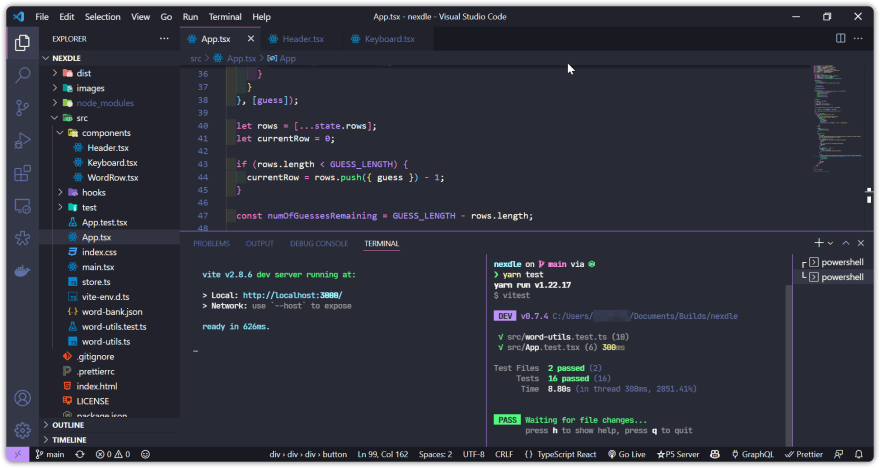 File Edit Selection View Go Run Terminal Help
App.tsx - nexdle - Visual Studio Code
EXPLORER ...
NEXDLE
dist
images
node_modules
src
components
Header.tsx
Keyboard.tsx
WordRow.tsx
hooks
test
App.test.tsx
App.tsx
index.css
main.tsx
store.ts
vite-env.d.ts
word-bank.json
word-utils.test.ts
word-utils.ts
.gitignore
.prettierrc
index.html
LICENSE
package.json
OUTLINE
TIMELINE
App.tsx Header.tsx Keyboard.tsx
src > App.tsx > App
36 }
37 }
38 }, [guess]);
39
40 let rows = [...state.rows];
41 let currentRow = 0;
42
43 if (rows.length < GUESS_LENGTH) {
44 currentRow = rows.push({ guess }) - 1;
45 }
46
47 const numOfGuessesRemaining = GUESS_LENGTH - rows.length;
48
PROBLEMS OUTPUT DEBUG CONSOLE TERMINAL
vite v2.8.6 dev server running at:
> Local: http://localhost:3000/
> Network: use `--host` to expose
ready in 626ms.
nexdle on main via
❯ yarn test
yarn run v1.22.17
$ vitest
DEV v0.7.4 C:/Users/ /Documents/Builds/nexdle
√ src/word-utils.test.ts (10)
√ src/App.test.tsx (6) 300ms
Test Files 2 passed (2)
Tests 16 passed (16)
Time 8.80s (in thread 308ms, 2851.41%)
PASS Waiting for file changes...
press h to show help, press q to quit
powershell
powershell
main 0 0 div > div > div > button Ln 99, Col 162 Spaces: 2 UTF-8 CRLF {} TypeScript React Go Live P5 Server GraphQL Prettier